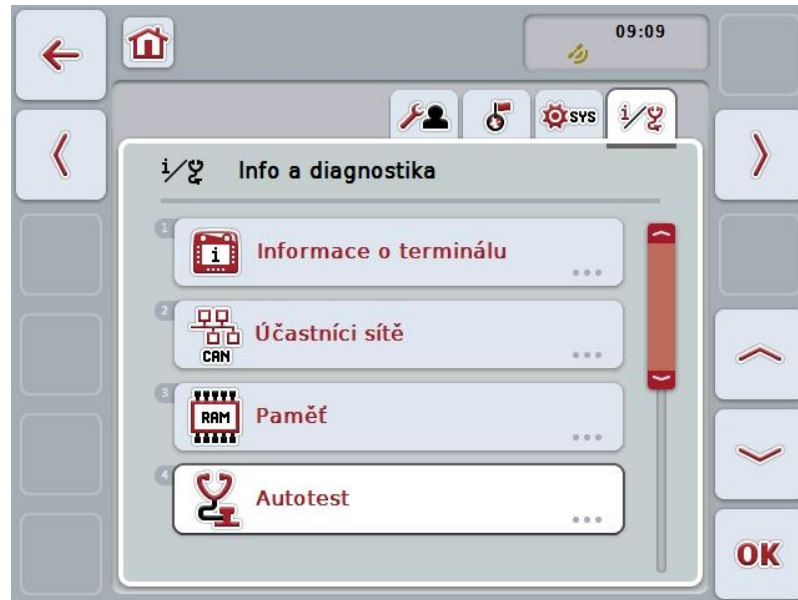 09:09
SYS
i
i Info a diagnostika
1
i
Informace o terminálu
2
CAN
Účastníci sítě
3
RAM
Paměť
4
Autotest
OK